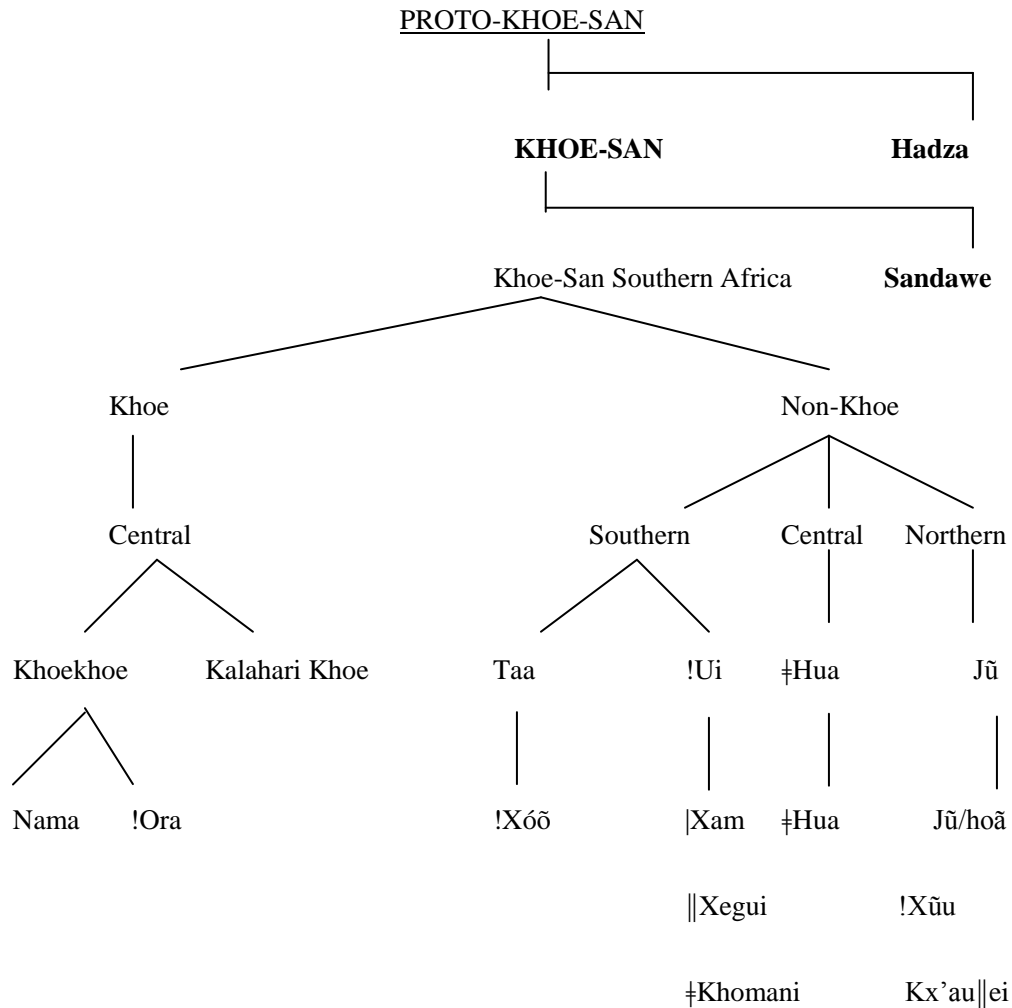 PROTO-KHOE-SAN
KHOE-SAN Hadza
Khoe-San Southern Africa Sandawe
Khoe Non-Khoe
Central Southern Central Northern
Khoekhoe Kalahari Khoe Taa !Ui ǂHua Jũ
Nama !Ora !Xóõ |Xam ǂHua Jũ/hoã
‖Xegui !Xũu
ǂKhomani Kx’au‖ei